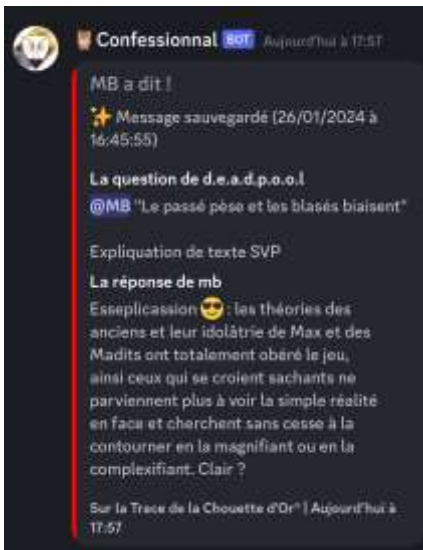 Confessionnal BOT Aujourd'hui à 17:57
MB a dit !
✨ Message sauvegardé (26/01/2024 à
16:45:55)
La question de d.e.a.d.p.o.o.l
@MB "Le passé pèse et les blasés biaisent"
Expliquation de texte SVP
La réponse de mb
Esseplicassion 😎 : les théories des
anciens et leur idolâtrie de Max et des
Madits ont totalement obéré le jeu,
ainsi ceux qui se croient sachants ne
parviennent plus à voir la simple réalité
en face et cherchent sans cesse à la
contourner en la magnifiant ou en la
complexifiant. Clair ?
Sur la Trace de la Chouette d'Or® | Aujourd'hui à
17:57